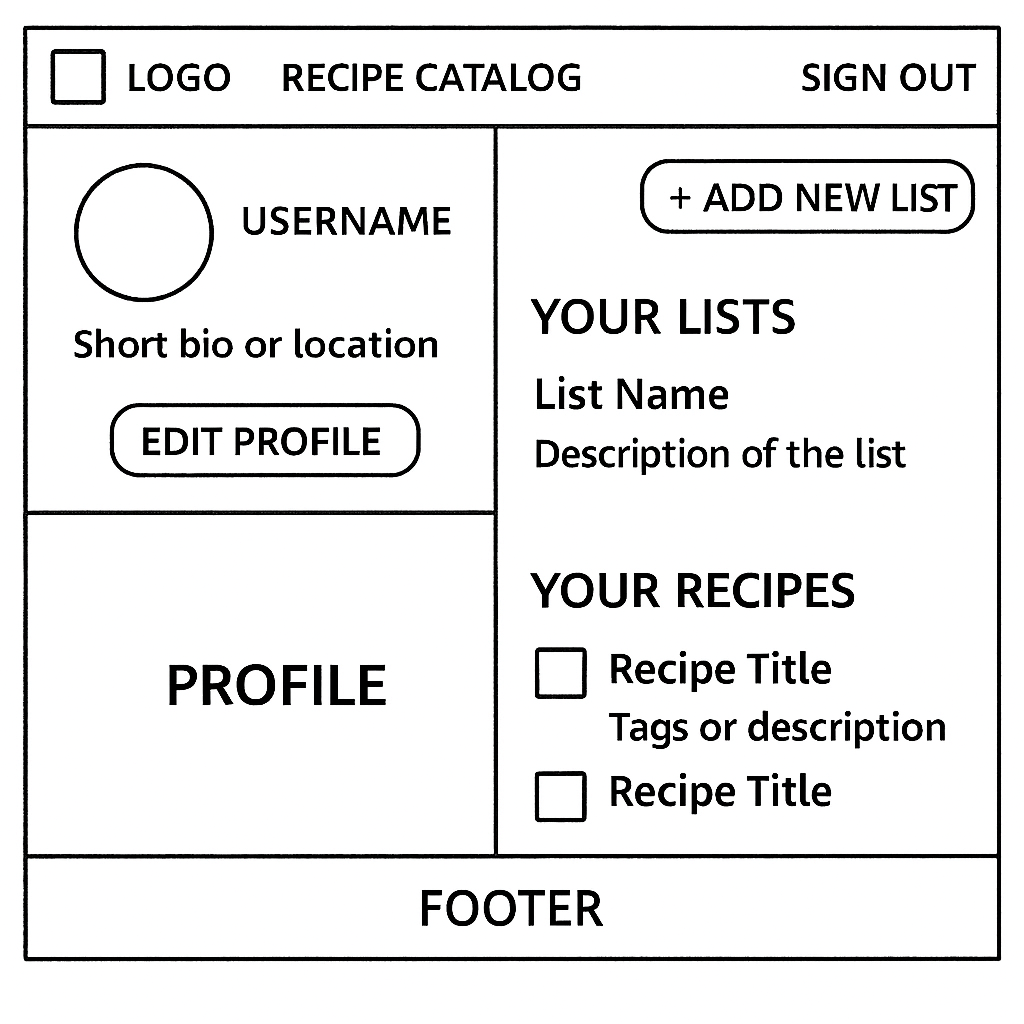 LOGO RECIPE CATALOG SIGN OUT
USERNAME
Short bio or location
EDIT PROFILE
PROFILE
+ ADD NEW LIST
YOUR LISTS
List Name
Description of the list
YOUR RECIPES
Recipe Title
Tags or description
Recipe Title
FOOTER